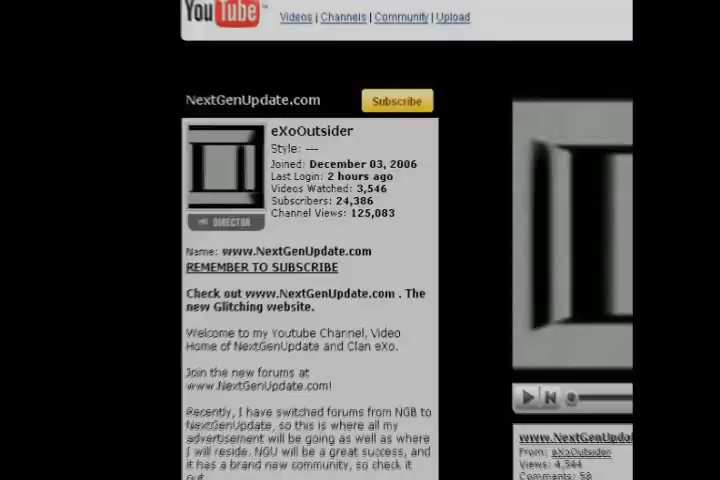 YouTube™
Videos | Channels | Community | Upload
NextGenUpdate.com
Subscribe
eXoOutsider
Style: ---
Joined: December 03, 2006
Last Login: 2 hours ago
Videos Watched: 3,546
Subscribers: 24,386
Channel Views: 125,083
DIRECTOR
Name: www.NextGenUpdate.com
REMEMBER TO SUBSCRIBE
Check out www.NextGenUpdate.com . The
new Glitching website.
Welcome to my Youtube Channel, Video
Home of NextGenUpdate and Clan eXo.
Join the new forums at
www.NextGenUpdate.com!
Recently, I have switched forums from NGB to
NextGenUpdate, so this is where all my
advertisement will be going as well as where
I will reside. NGU will be a great success, and
it has a brand new community, so check it
out
www.NextGenUpdat
From: eXoOutsider
Views: 4,544
Comments: 58